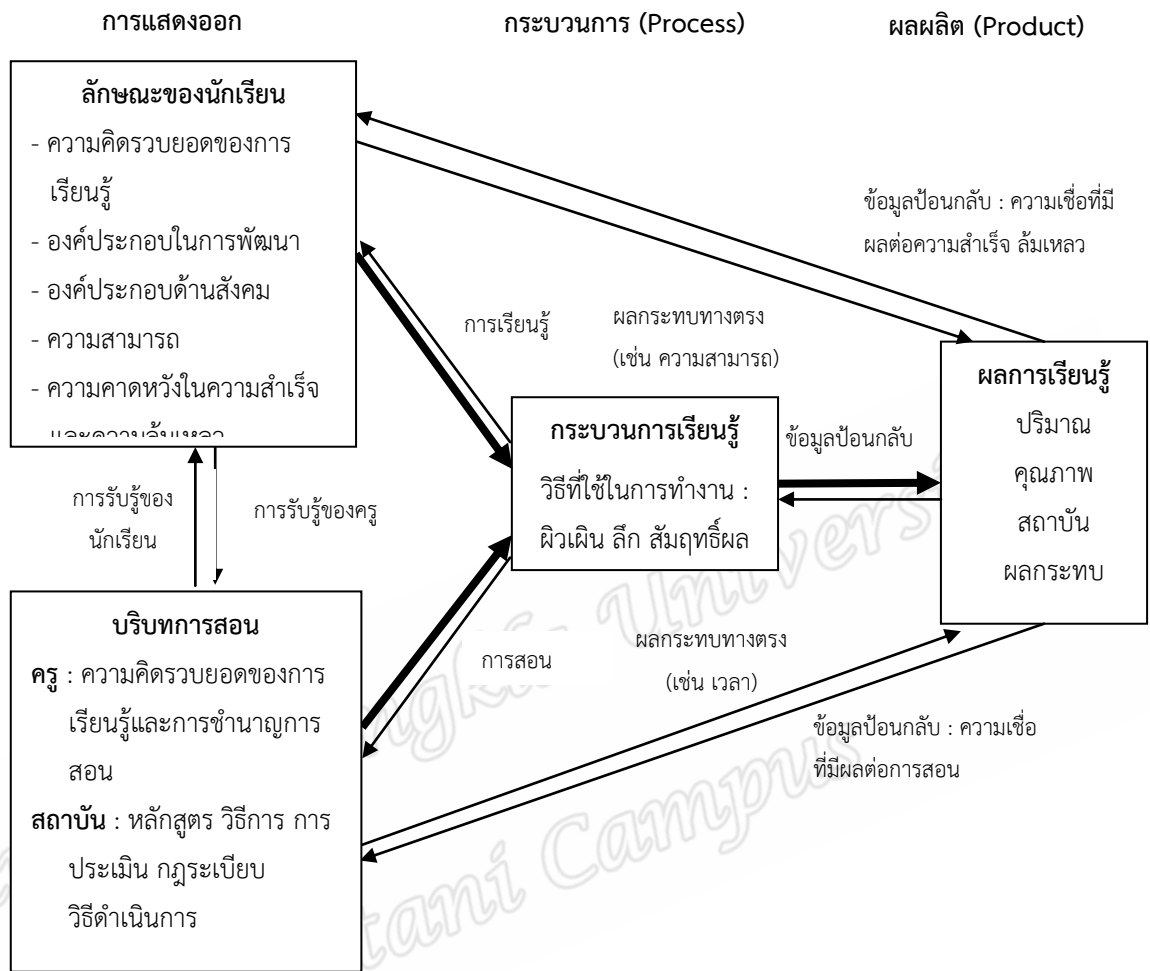 การแสดงออก
กระบวนการ (Process)
ผลผลิต (Product)
ลักษณะของนักเรียน
- ความคิดรวบยอดของการ
เรียนรู้
- องค์ประกอบในการพัฒนา
- องค์ประกอบด้านสังคม
- ความสามารถ
- ความคาดหวังในความสำเร็จ
และความล้มเหลว
การรับรู้ของ
นักเรียน
การรับรู้ของครู
บริบทการสอน
ครู : ความคิดรวบยอดของการ
เรียนรู้และการชำนาญการ
สอน
สถาบัน : หลักสูตร วิธีการ การ
ประเมิน กฎระเบียบ
วิธีดำเนินการ
การเรียนรู้
ผลกระทบทางตรง
(เช่น ความสามารถ)
กระบวนการเรียนรู้
วิธีที่ใช้ในการทำงาน :
ผิวเผิน ลึก สัมฤทธิ์ผล
การสอน
ผลกระทบทางตรง
(เช่น เวลา)
ข้อมูลป้อนกลับ : ความเชื่อที่มี
ผลต่อความสำเร็จ ล้มเหลว
ข้อมูลป้อนกลับ
ผลการเรียนรู้
ปริมาณ
คุณภาพ
สถาบัน
ผลกระทบ
ข้อมูลป้อนกลับ : ความเชื่อ
ที่มีผลต่อการสอน
Campus